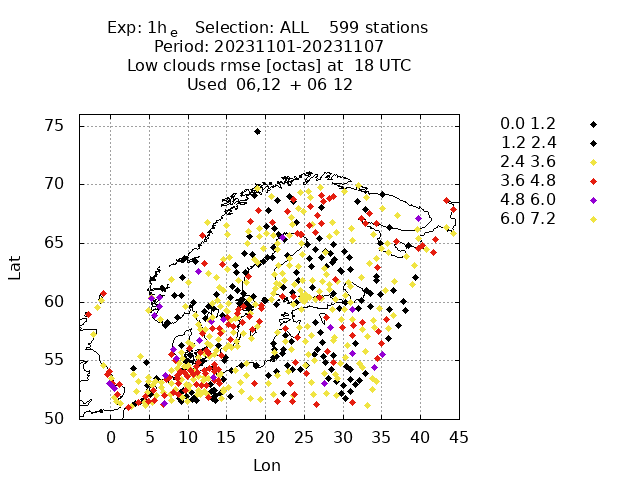 Exp: 1h e Selection: ALL 599 stations
Period: 20231101-20231107
Low clouds rmse [octas] at 18 UTC
Used 06,12 + 06 12
75
70
65
60
55
50
Lat
0 5 10 15 20 25 30 35 40 45
Lon
0.0 1.2
1.2 2.4
2.4 3.6
3.6 4.8
4.8 6.0
6.0 7.2